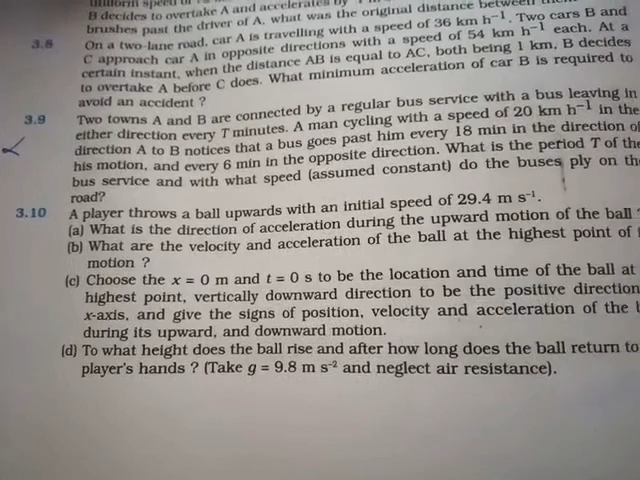 B decides to overtake A and accelerates by
brushes past the driver of A, what was the original distance between
3.8 On a two-lane road, car A is travelling with a speed of 36 km h⁻¹. Two cars B and
C approach car A in opposite directions with a speed of 54 km h⁻¹ each. At a
certain instant, when the distance AB is equal to AC, both being 1 km, B decides
to overtake A before C does. What minimum acceleration of car B is required to
avoid an accident ?
3.9 Two towns A and B are connected by a regular bus service with a bus leaving in
either direction every T minutes. A man cycling with a speed of 20 km h⁻¹ in the
direction A to B notices that a bus goes past him every 18 min in the direction of
his motion, and every 6 min in the opposite direction. What is the period T of the
bus service and with what speed (assumed constant) do the buses ply on the
road?
3.10 A player throws a ball upwards with an initial speed of 29.4 m s⁻¹.
(a) What is the direction of acceleration during the upward motion of the ball ?
(b) What are the velocity and acceleration of the ball at the highest point of
motion ?
(c) Choose the x = 0 m and t = 0 s to be the location and time of the ball at
highest point, vertically downward direction to be the positive direction
x-axis, and give the signs of position, velocity and acceleration of the
during its upward, and downward motion.
(d) To what height does the ball rise and after how long does the ball return to
player's hands ? (Take g = 9.8 m s⁻² and neglect air resistance).